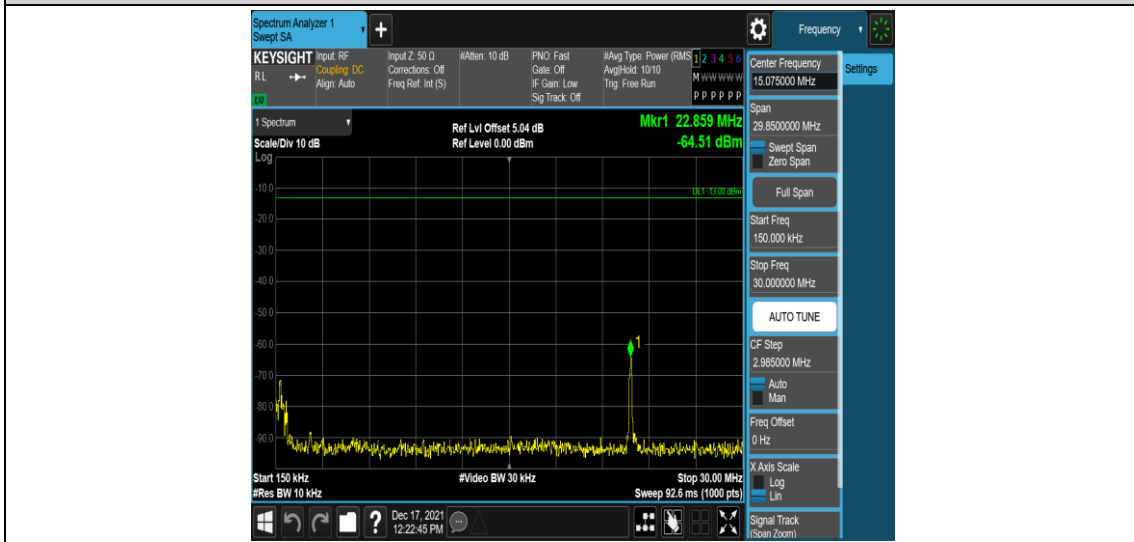 Spectrum Analyzer 1
Swept SA
+
Frequency
KEYSIGHT
RL
LXI
Input: RF
Coupling: DC
Align: Auto
Input Z: 50 Ω
Corrections: Off
Freq Ref: Int (S)
#Atten: 10 dB
PNO: Fast
Gate: Off
IF Gain: Low
Sig Track: Off
#Avg Type: Power (RMS
Avg|Hold: 10/10
Trig: Free Run
1 2 3 4 5 6
M W W W W W
P P P P P P
Center Frequency
15.075000 MHz
Settings
Span
29.8500000 MHz
Swept Span
Zero Span
Full Span
Start Freq
150.000 kHz
Stop Freq
30.000000 MHz
AUTO TUNE
CF Step
2.985000 MHz
Auto
Man
Freq Offset
0 Hz
X Axis Scale
Log
Lin
Signal Track
(Span Zoom)
1 Spectrum
Scale/Div 10 dB
Log
Ref Lvl Offset 5.04 dB
Ref Level 0.00 dBm
Mkr1 22.859 MHz
-64.51 dBm
DL1 -13.00 dBm
-10.0
-20.0
-30.0
-40.0
-50.0
-60.0
-70.0
-80.0
-90.0
1
Start 150 kHz
#Video BW 30 kHz
Stop 30.00 MHz
#Res BW 10 kHz
Sweep 92.6 ms (1000 pts)
?
Dec 17, 2021
12:22:45 PM